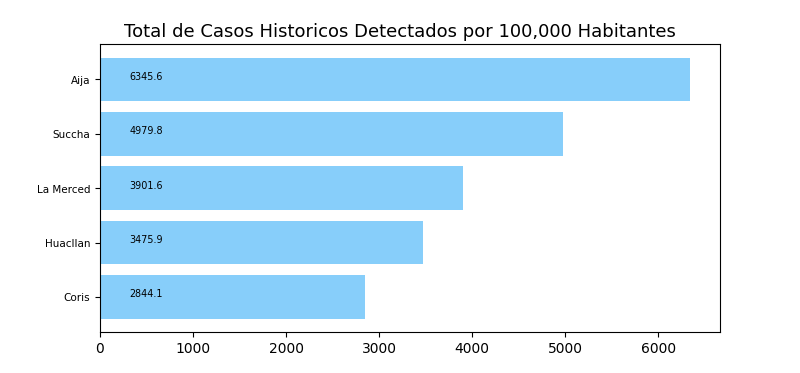 Total de Casos Historicos Detectados por 100,000 Habitantes
Aija 6345.6
Succha 4979.8
La Merced 3901.6
Huacllan 3475.9
Coris 2844.1
0 1000 2000 3000 4000 5000 6000